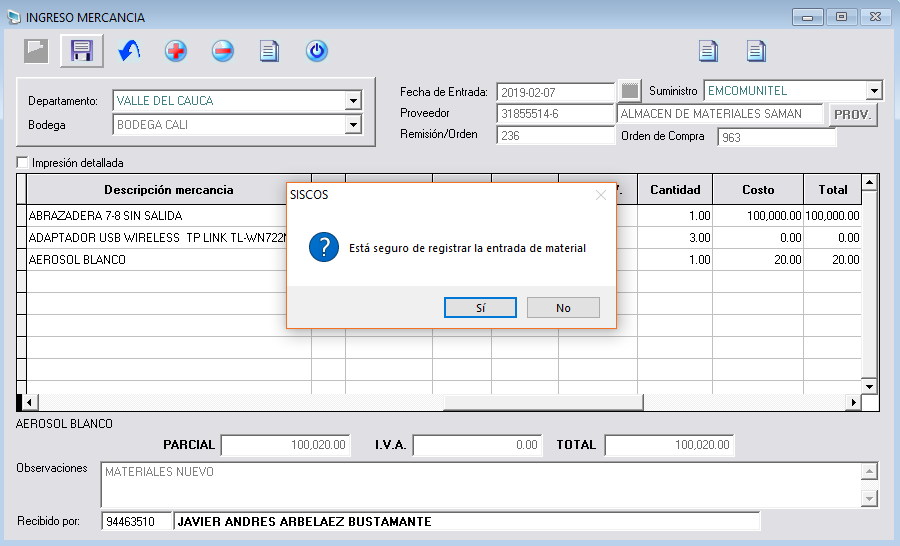 INGRESO MERCANCIA
Departamento: VALLE DEL CAUCA
Bodega BODEGA CALI
Fecha de Entrada: 2019-02-07 Suministro EMCOMUNITEL
Proveedor 31855514-6 ALMACEN DE MATERIALES SAMAN PROV.
Remisión/Orden 236 Orden de Compra 963
Impresión detallada
Descripción mercancia Cantidad Costo Total
ABRAZADERA 7-8 SIN SALIDA 1.00 100,000.00 100,000.00
ADAPTADOR USB WIRELESS TP LINK TL-WN722N 3.00 0.00 0.00
AEROSOL BLANCO 1.00 20.00 20.00
SISCOS
Está seguro de registrar la entrada de material
Sí No
AEROSOL BLANCO
PARCIAL 100,020.00 I.V.A. 0.00 TOTAL 100,020.00
Observaciones MATERIALES NUEVO
Recibido por: 94463510 JAVIER ANDRES ARBELAEZ BUSTAMANTE